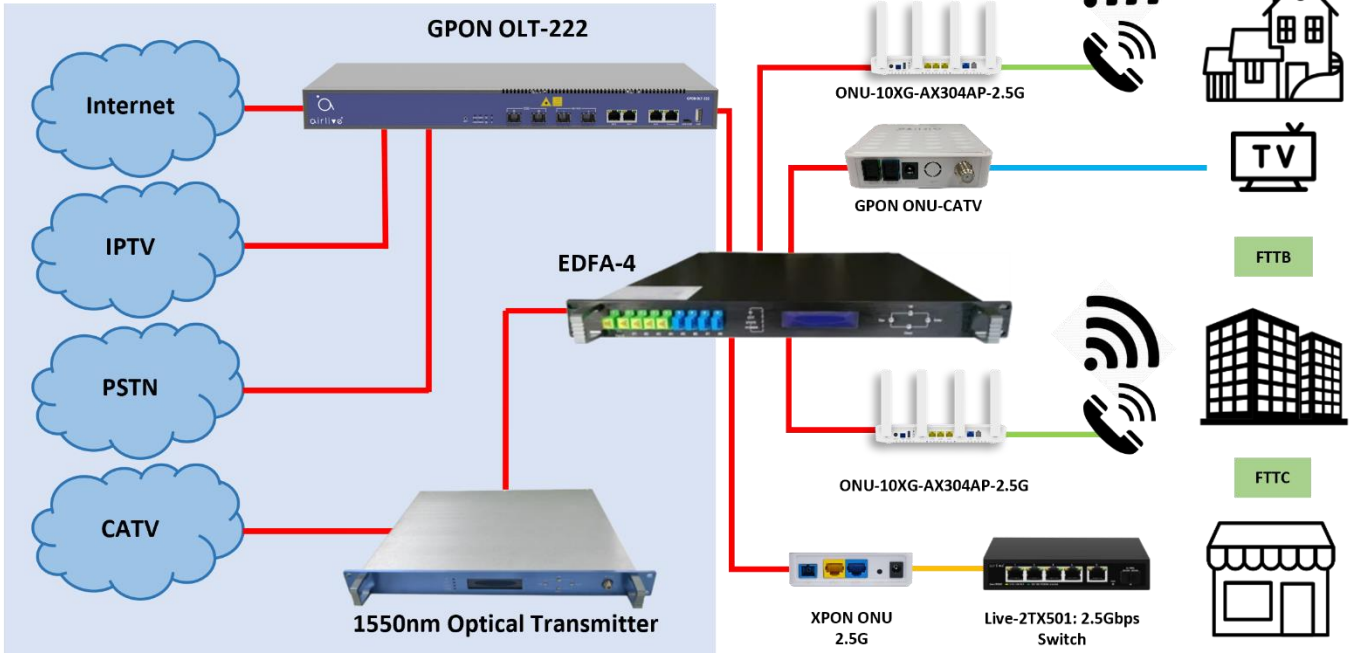 GPON OLT-222
Internet
airlive
ONU-10XG-AX304AP-2.5G
GPON ONU-CATV
TV
IPTV
EDFA-4
FTTB
PSTN
ONU-10XG-AX304AP-2.5G
FTTC
CATV
1550nm Optical Transmitter
XPON ONU
2.5G
Live-2TX501: 2.5Gbps
Switch